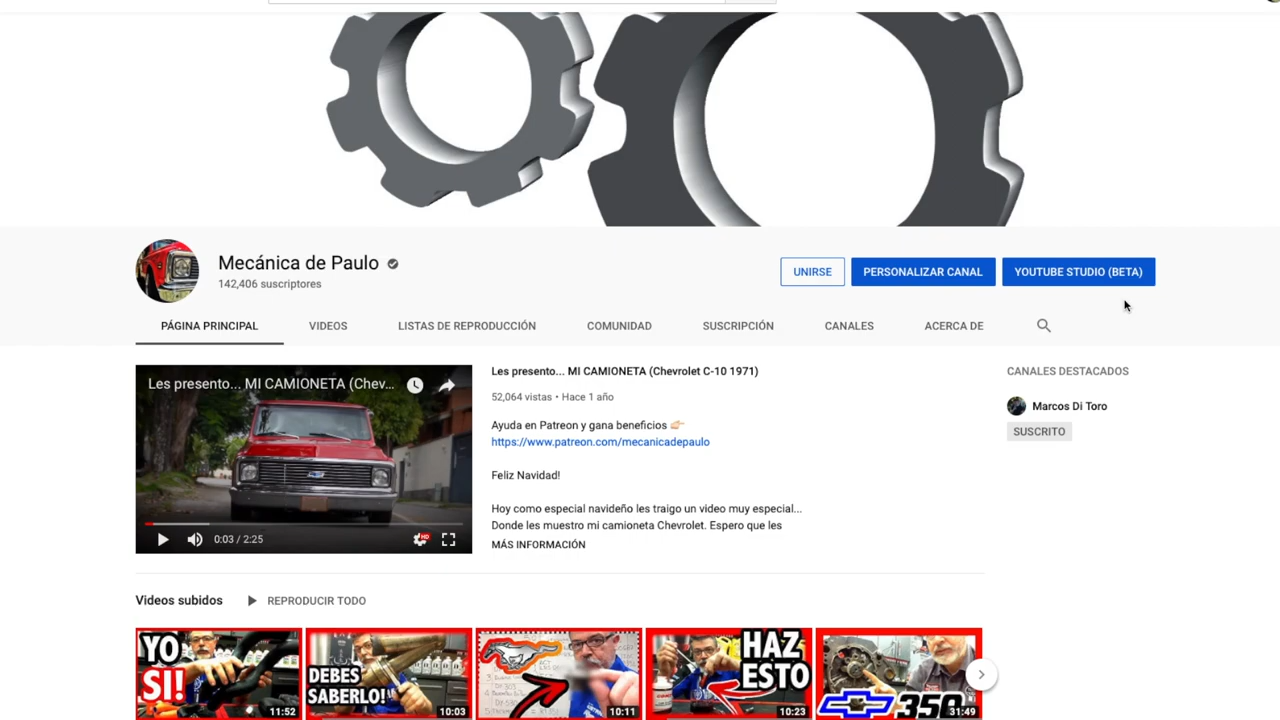 Mecánica de Paulo
142,406 suscriptores
UNIRSE
PERSONALIZAR CANAL
YOUTUBE STUDIO (BETA)
PÁGINA PRINCIPAL
VIDEOS
LISTAS DE REPRODUCCIÓN
COMUNIDAD
SUSCRIPCIÓN
CANALES
ACERCA DE
Les presento... MI CAMIONETA (Chev...
HD
0:03 / 2:25
Les presento... MI CAMIONETA (Chevrolet C-10 1971)
52,064 vistas • Hace 1 año
Ayuda en Patreon y gana beneficios
https://www.patreon.com/mecanicadepaulo
Feliz Navidad!
Hoy como especial navideño les traigo un video muy especial...
Donde les muestro mi camioneta Chevrolet. Espero que les
MÁS INFORMACIÓN
CANALES DESTACADOS
Marcos Di Toro
SUSCRITO
Videos subidos
REPRODUCIR TODO
YO
SI!
11:52
DEBES
SABERLO!
10:03
10:11
HAZ
ESTO
10:23
350
31:49